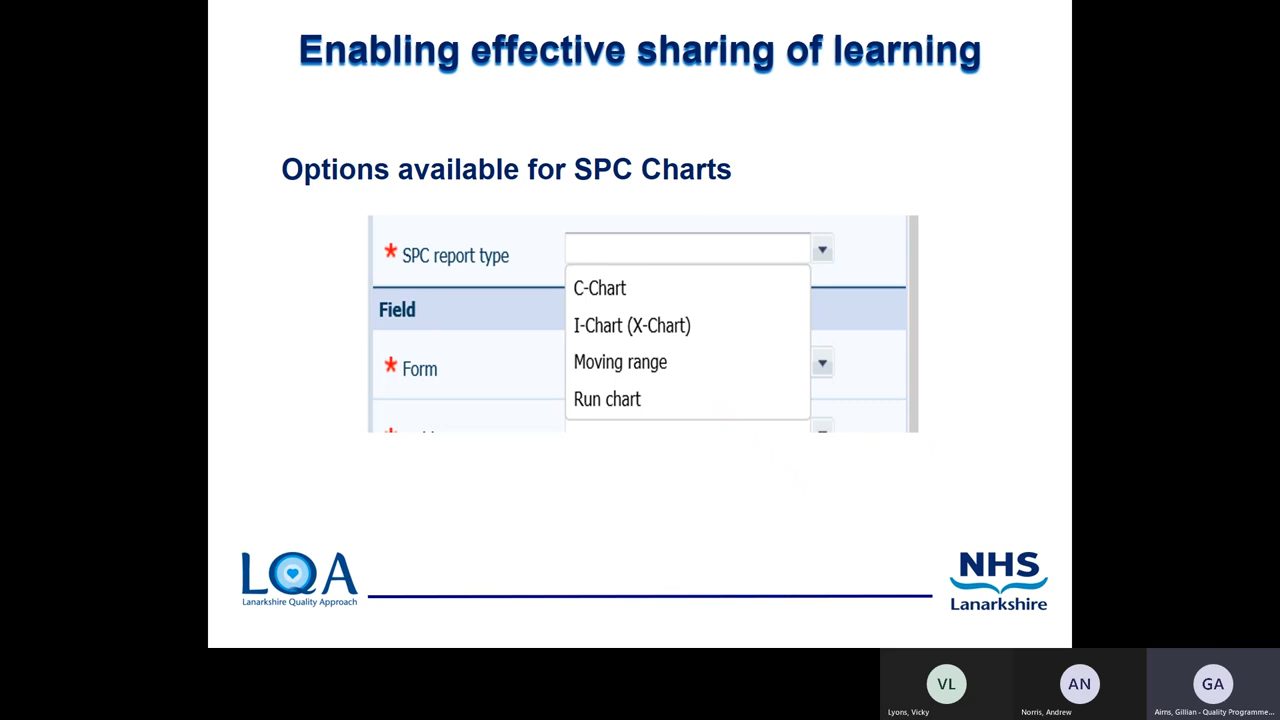 Enabling effective sharing of learning
Options available for SPC Charts
* SPC report type
C-Chart
I-Chart (X-Chart)
Field
Moving range
* Form
Run chart
LQA
Lanarkshire Quality Approach
NHS
Lanarkshire
VL
AN
GA
Lyons, Vicky
Norris, Andrew
Airns, Gillian - Quality Programme...